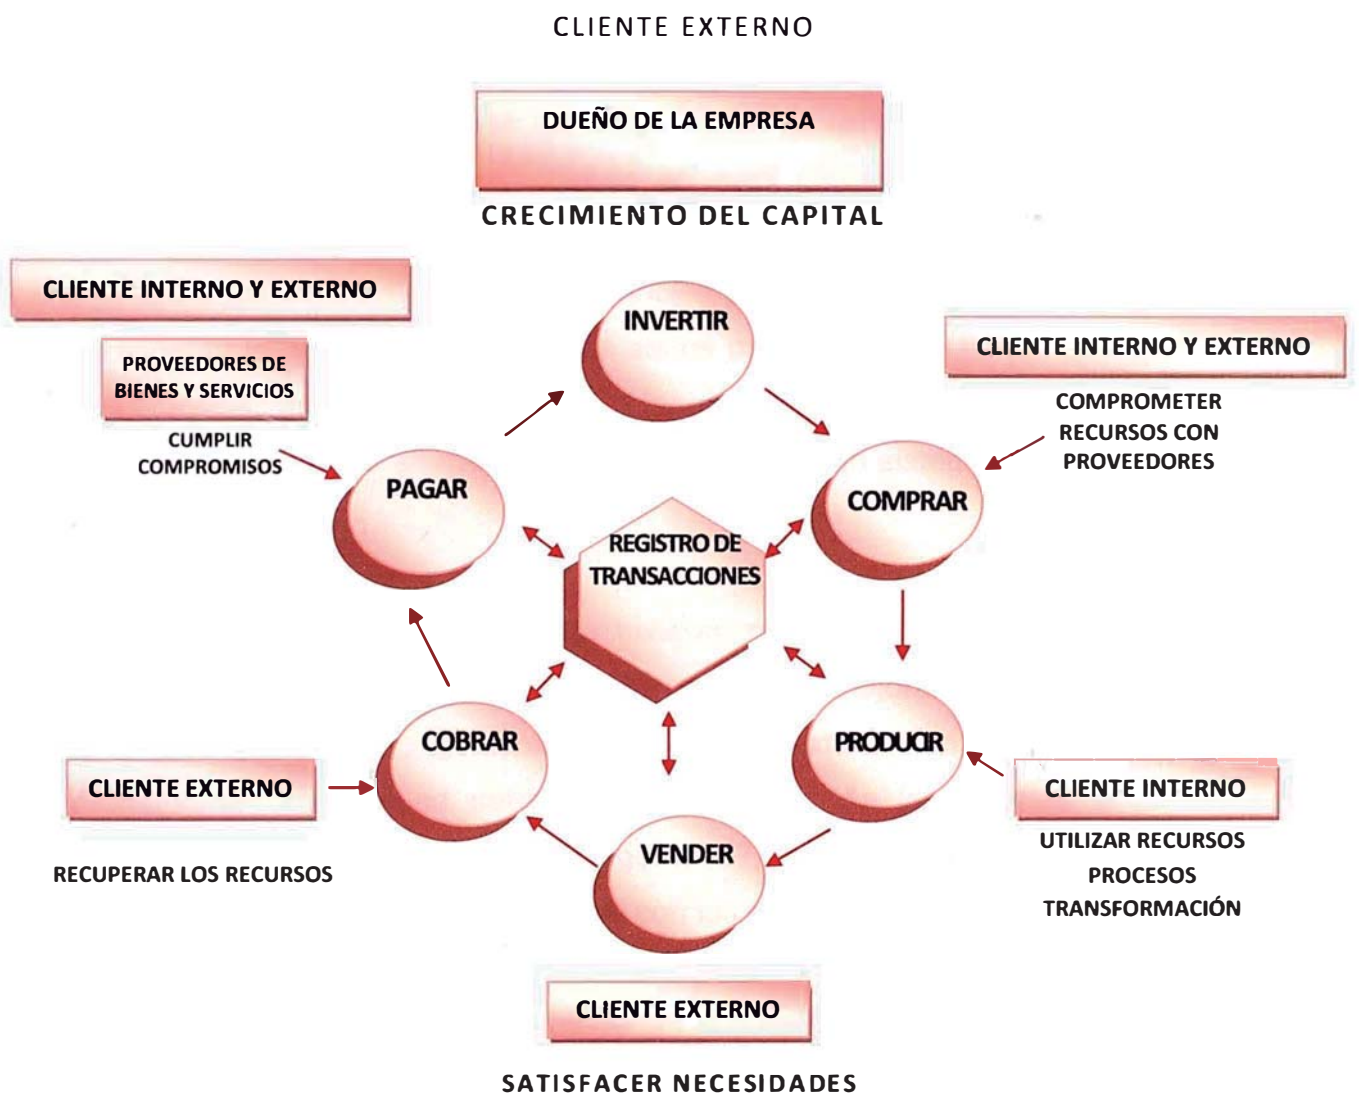 CLIENTE EXTERNO
DUEÑO DE LA EMPRESA
CRECIMIENTO DEL CAPITAL
CLIENTE INTERNO Y EXTERNO
PROVEEDORES DE
BIENES Y SERVICIOS
CUMPLIR
COMPROMISOS
INVERTIR
CLIENTE INTERNO Y EXTERNO
COMPROMETER
RECURSOS CON
PROVEEDORES
PAGAR
COMPRAR
REGISTRO DE
TRANSACCIONES
COBRAR
PRODUCIR
CLIENTE EXTERNO
RECUPERAR LOS RECURSOS
CLIENTE INTERNO
UTILIZAR RECURSOS
PROCESOS
TRANSFORMACIÓN
VENDER
CLIENTE EXTERNO
SATISFACER NECESIDADES